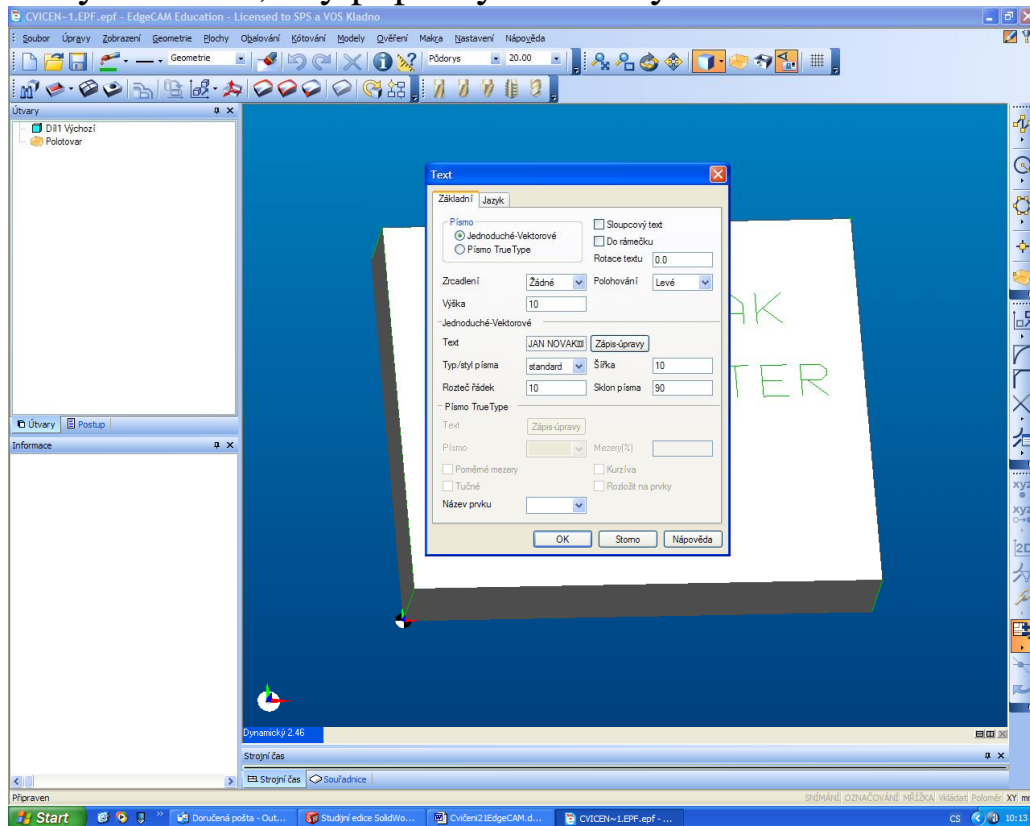 CVICEN~1.EPF.epf - EdgeCAM Education - Licensed to SPS a VOS Kladno
Soubor Úpravy Zobrazení Geometrie Plochy Obalování Kótování Modely Ověření Makra Nastavení Nápověda
Geometrie Půdorys 20.00
Útvary
Díl1 Výchozí
Polotovar
Útvary Postup
Informace
Text
Základní Jazyk
Písmo
Jednoduché-Vektorové
Písmo TrueType
Sloupcový text
Do rámečku
Rotace textu 0.0
Zrcadlení Žádné Polohování Levé
Výška 10
Jednoduché-Vektorové
Text JAN NOVAK Zápis-úpravy
Typ/styl písma standard Šířka 10
Rozteč řádek 10 Sklon písma 90
Písmo TrueType
Text Zápis-úpravy
Písmo Mezery[%]
Poměrné mezery Kurzíva
Tučné Rozložit na prvky
Název prvku
OK Storno Nápověda
AK
TER
xyz
xyz
2D
Dynamický 2.46
Strojní čas
Strojní čas Souřadnice
Připraven
SNÍMÁNÍ OZNAČOVÁNÍ MŘÍŽKA Vkládat Poloměr XY mm
Start Doručená pošta - Out... Studijní edice SolidWo... Cvičení21EdgeCAM.d... CVICEN~1.EPF.epf - ... CS 10:13